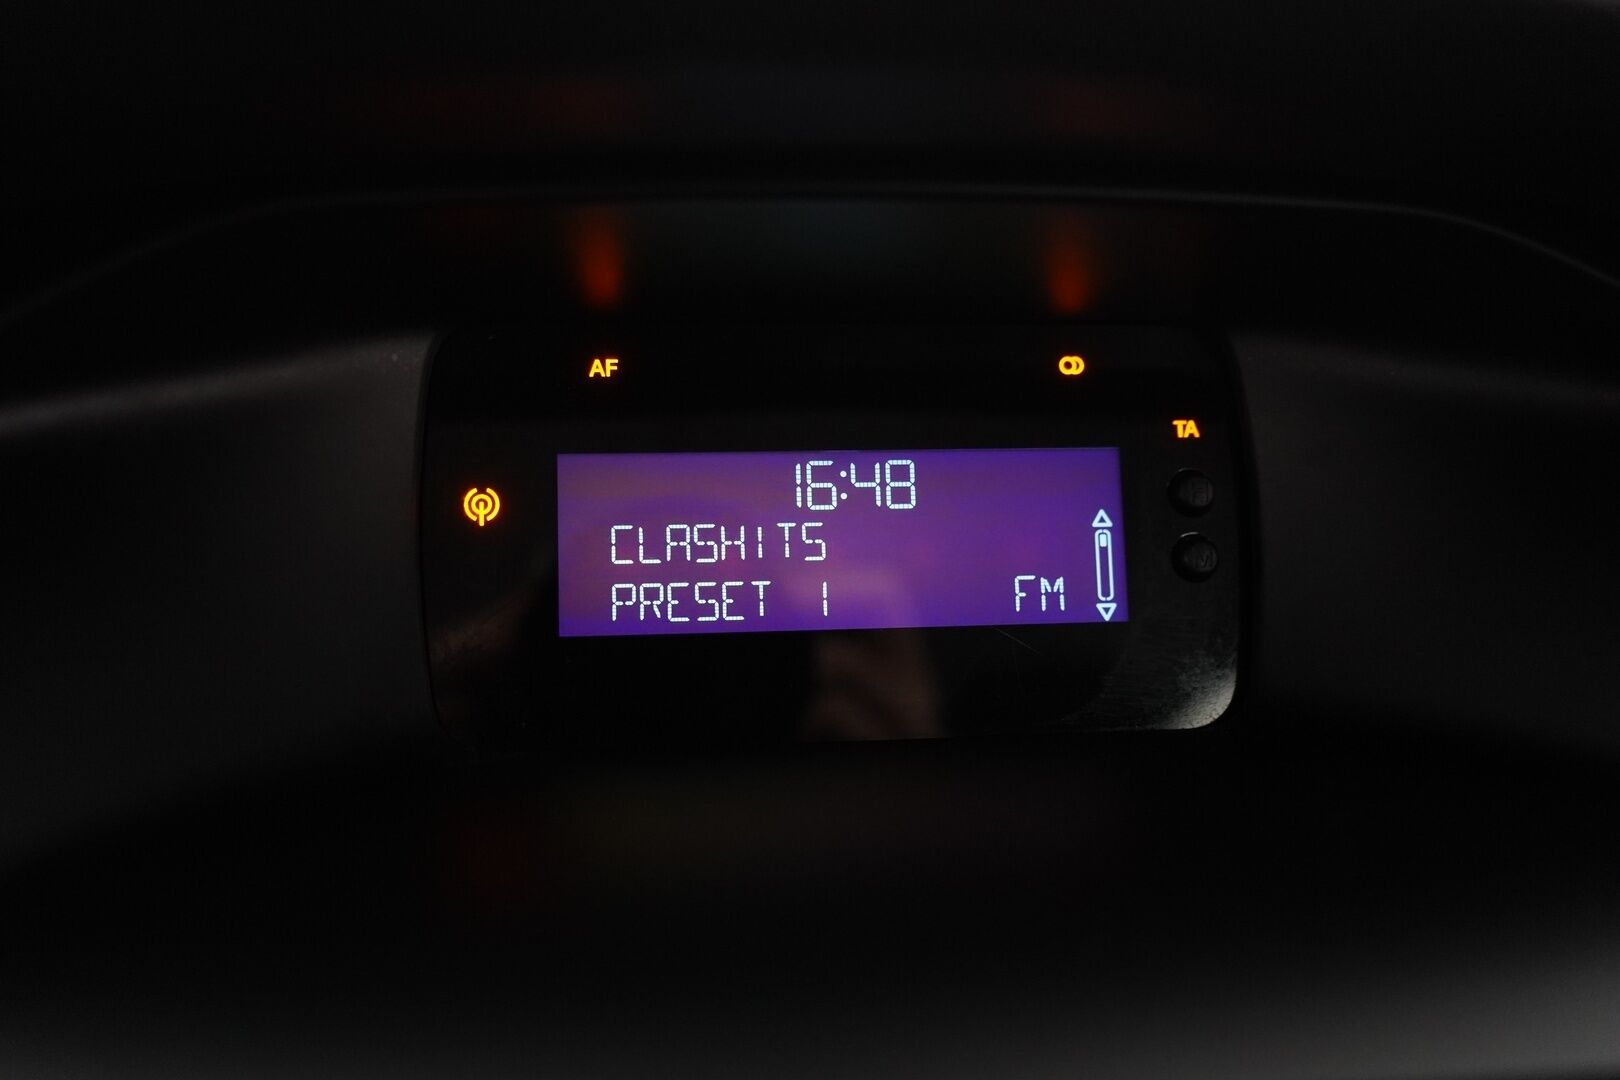 AF
TA
16:48
CLASHITS
PRESET 1 FM
H
M